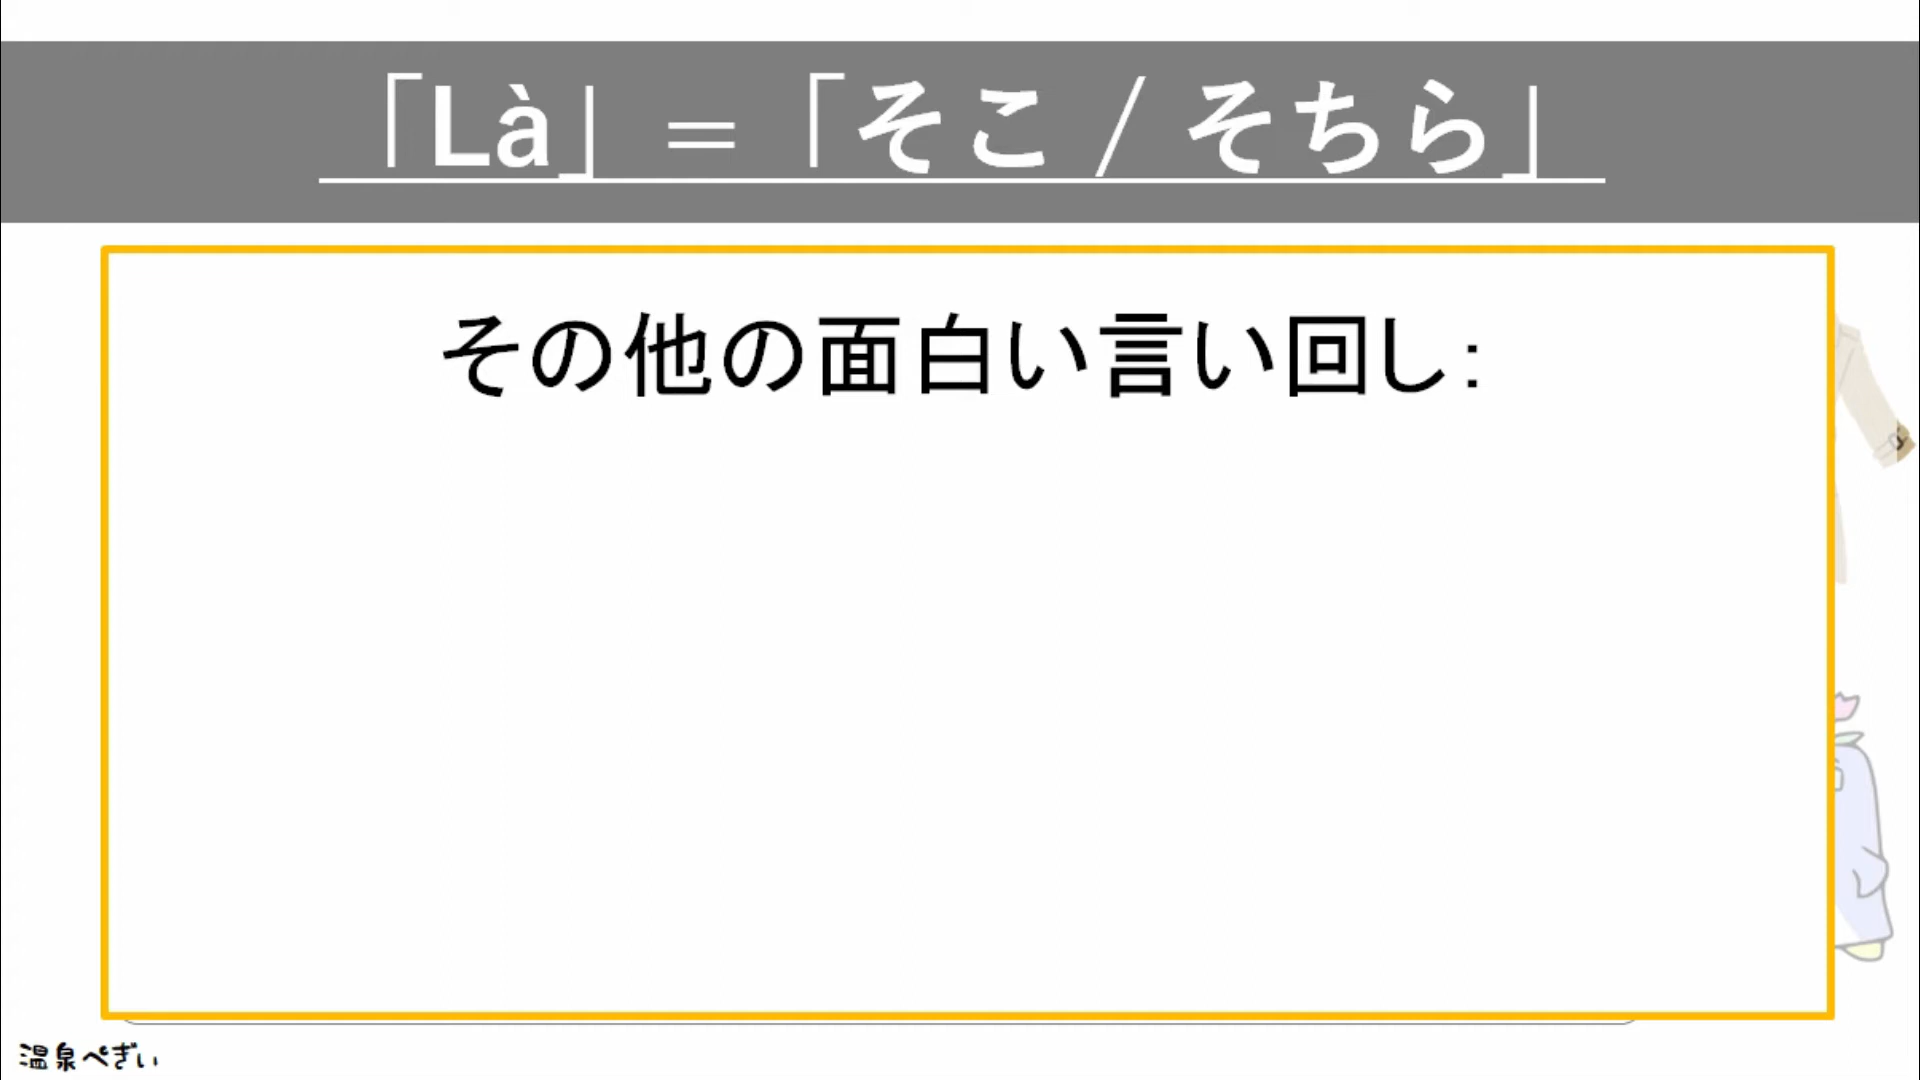 「Là」 = 「そこ / そちら」
その他の面白い言い回し:
温泉ぺぎぃ